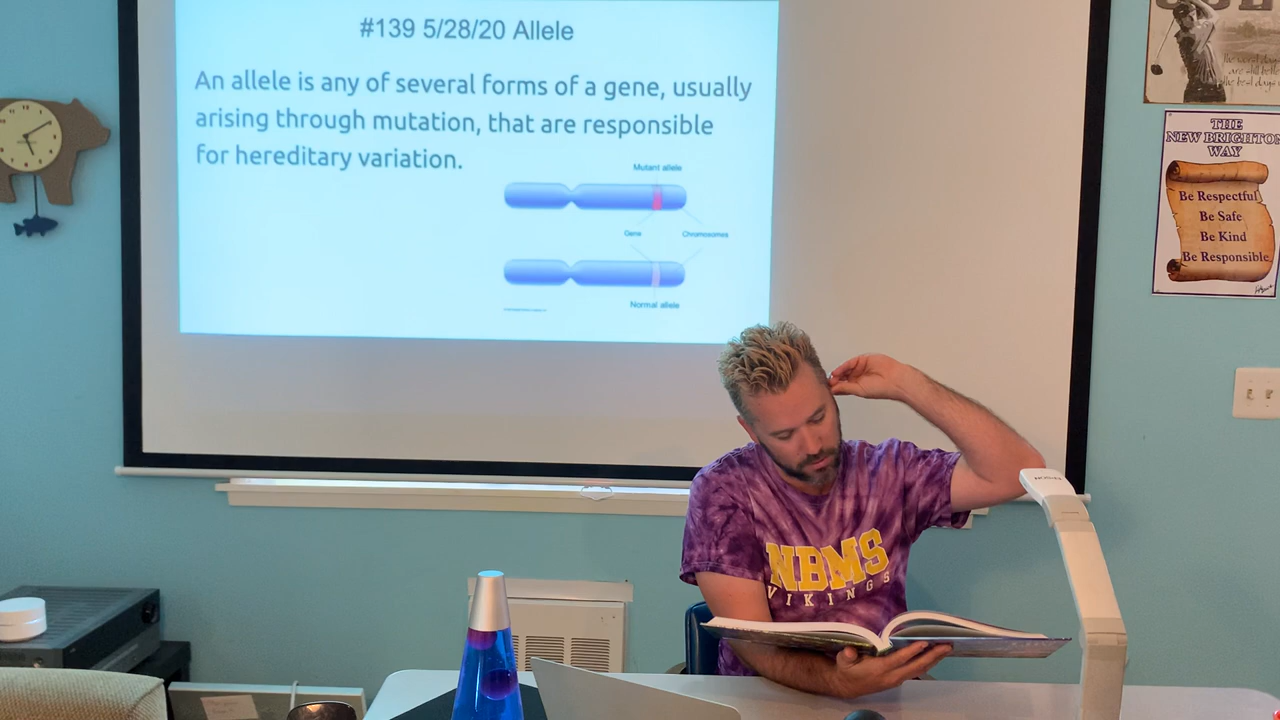 #139 5/28/20 Allele
An allele is any of several forms of a gene, usually
arising through mutation, that are responsible
for hereditary variation.
Mutant allele
Gene
Chromosomes
Normal allele
THE
NEW BRIGHTON
WAY
Be Respectful
Be Safe
Be Kind
Be Responsible
NBMS
VIKINGS